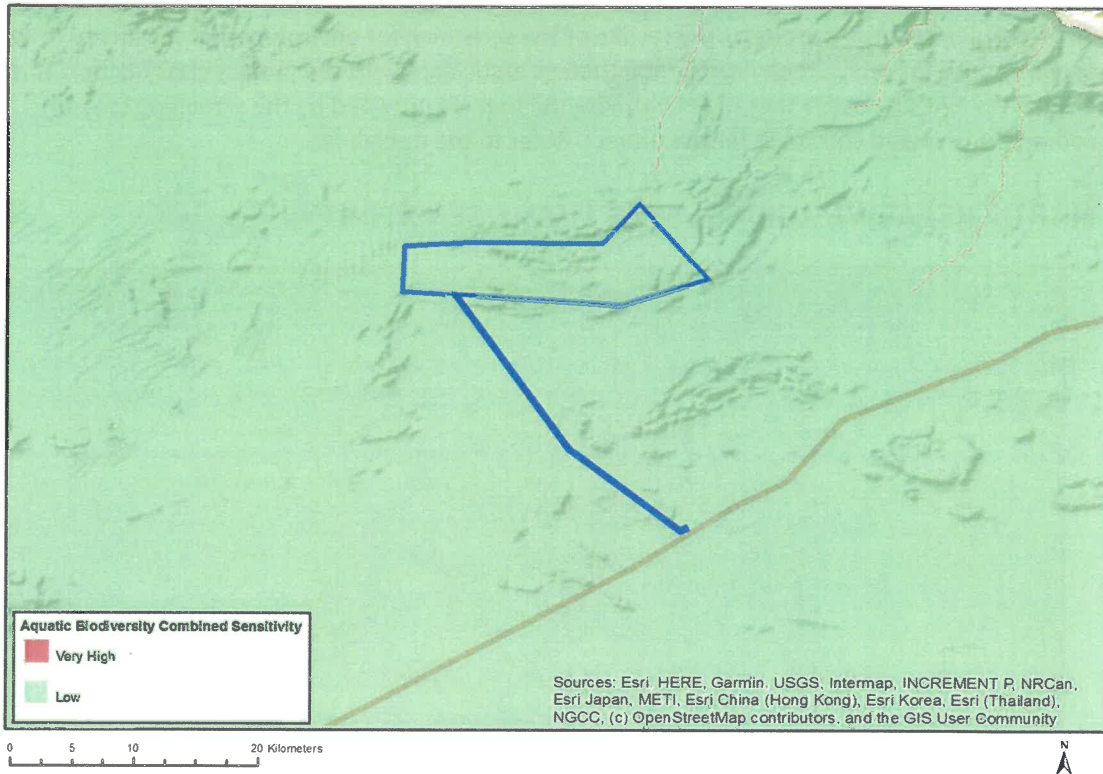 Aquatic Biodiversity Combined Sensitivity
Very High
Low
Sources: Esri, HERE, Garmin, USGS, Intermap, INCREMENT P, NRCan,
Esri Japan, METI, Esri China (Hong Kong), Esri Korea, Esri (Thailand),
NGCC, (c) OpenStreetMap contributors, and the GIS User Community
0 5 10 20 Kilometers
N